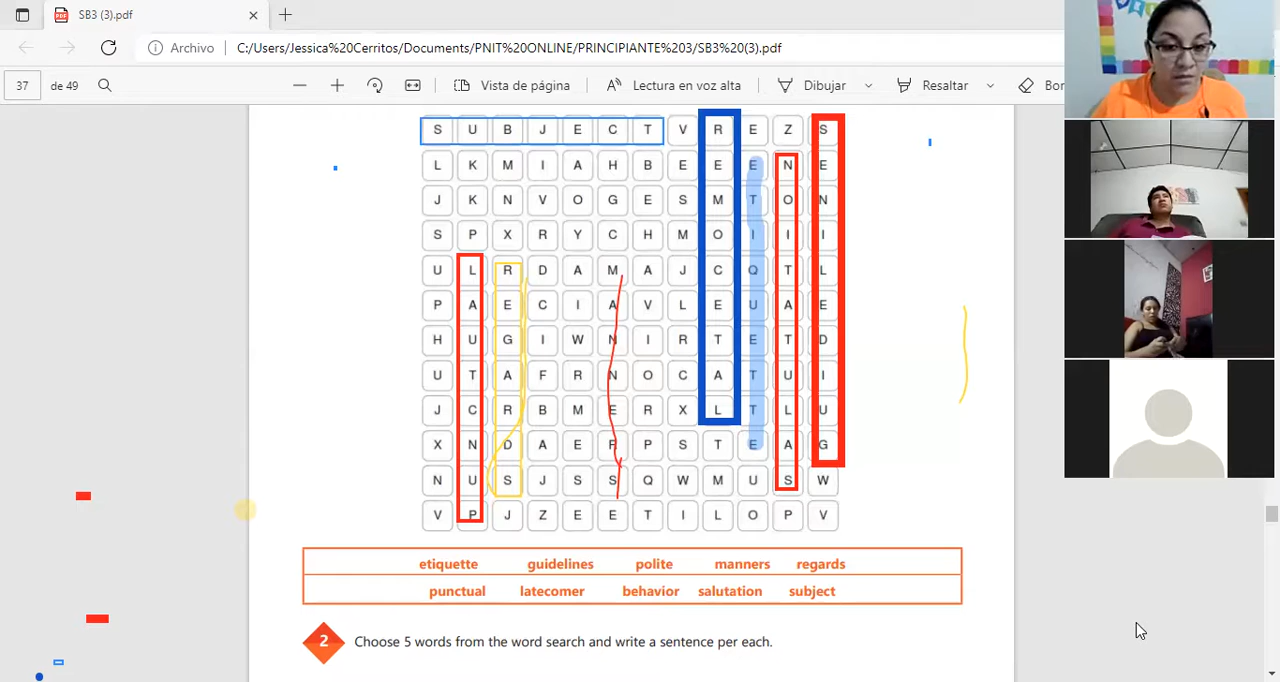 SB3 (3).pdf
Archivo C:/Users/Jessica%20Cerritos/Documents/PNIT%20ONLINE/PRINCIPIANTE%203/SB3%20(3).pdf
37 de 49 Vista de página Lectura en voz alta Dibujar Resaltar Bor
S U B J E C T V R E Z S
L K M I A H B E E E N E
J K N V O G E S M T O N
S P X R Y C H M O I I I
U L R D A M A J C Q T L
P A E C I A V L E U A E
H U G I W N I R T E T D
U T A F R N O C A T U I
J C R B M E R X L T L U
X N D A E R P S T E A G
N U S J S S Q W M U S W
V P J Z E E T I L O P V
etiquette guidelines polite manners regards
punctual latecomer behavior salutation subject
2 Choose 5 words from the word search and write a sentence per each.